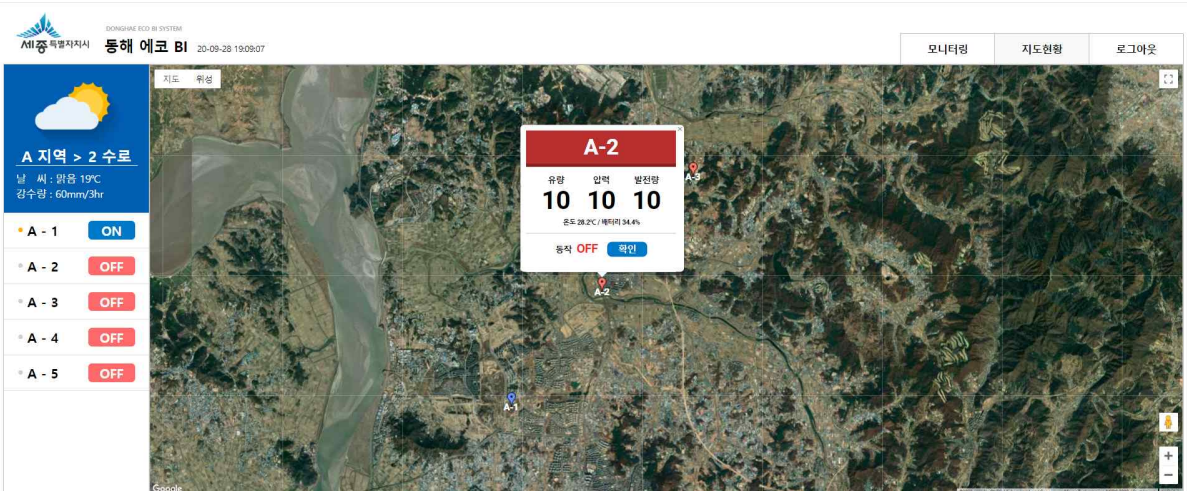 세종특별자치시
DONGHAE ECO BI SYSTEM
동해 에코 BI 20-09-28 19:09:07
모니터링 지도현황 로그아웃
A 지역 > 2 수로
날 씨 : 맑음 19℃
강수량 : 60mm/3hr
A - 1 ON
A - 2 OFF
A - 3 OFF
A - 4 OFF
A - 5 OFF
지도 위성
A-2
유량 압력 발전량
10 10 10
온도 28.2℃ / 배터리 34.4%
동작 OFF 확인
A-3
A-2
A-1
Google